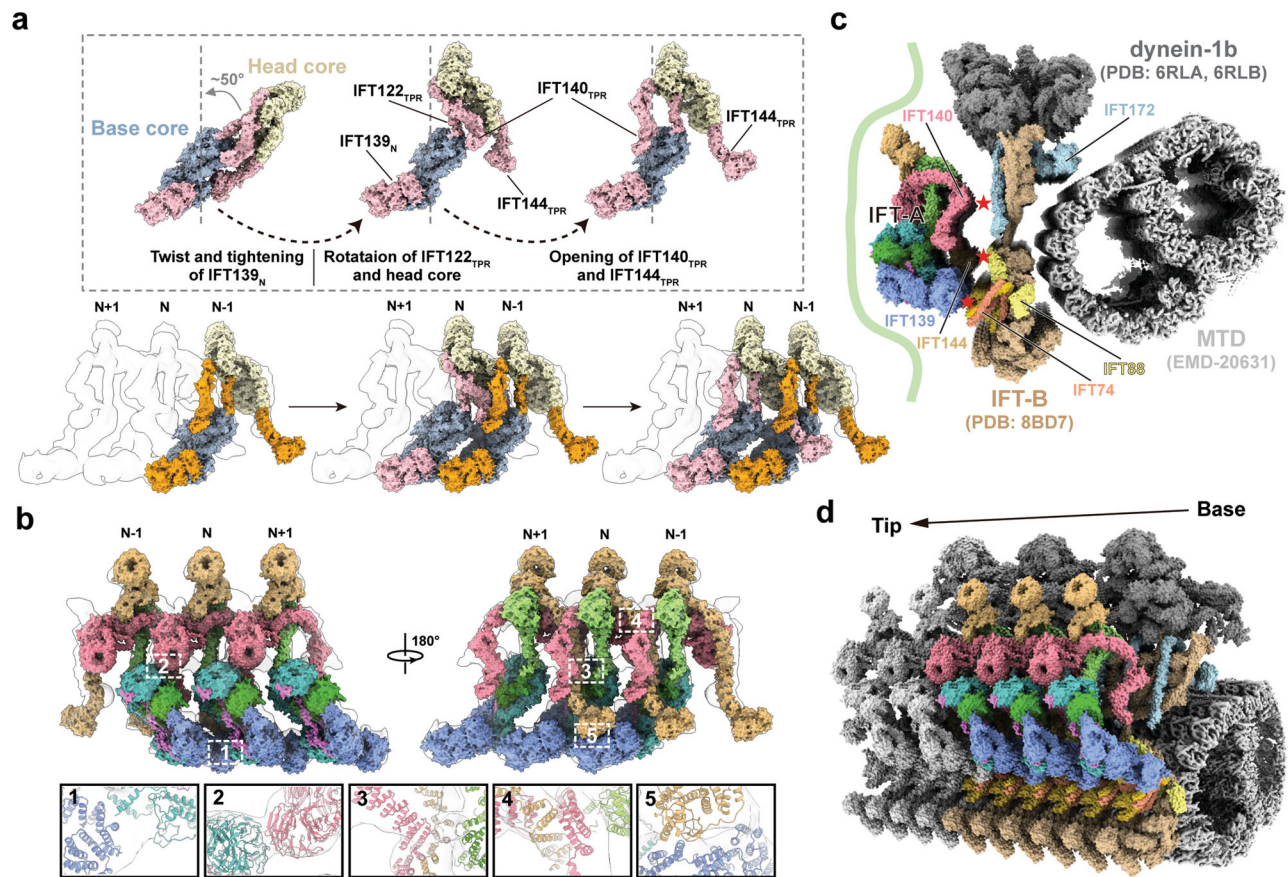 a
~50°
Head core
Base core
IFT139N
IFT122TPR
IFT140TPR
IFT144TPR
IFT144TPR
Twist and tightening
of IFT139N
Rotataion of IFT122TPR
and head core
Opening of IFT140TPR
and IFT144TPR
N+1 N N-1
N+1 N N-1
N+1 N N-1
b
N-1 N N+1
180°
N+1 N N-1
2
1
4
3
5
1
2
3
4
5
c
dynein-1b
(PDB: 6RLA, 6RLB)
IFT172
IFT140
IFT-A
IFT139
IFT144
IFT88
IFT74
IFT-B
(PDB: 8BD7)
MTD
(EMD-20631)
d
Tip
Base